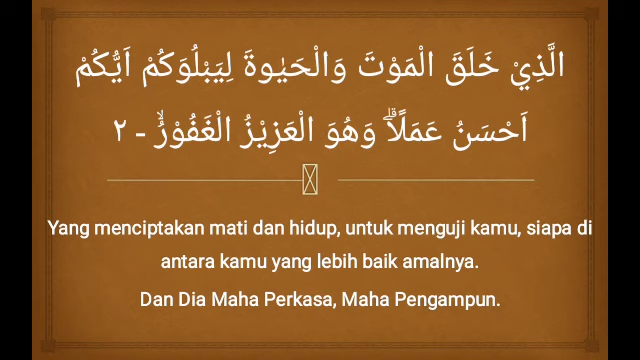 الَّذِيْ خَلَقَ الْمَوْتَ وَالْحَيٰوةَ لِيَبْلُوَكُمْ اَيُّكُمْ
اَحْسَنُ عَمَلًاۗ وَهُوَ الْعَزِيْزُ الْغَفُوْرُۙ - ٢
Yang menciptakan mati dan hidup, untuk menguji kamu, siapa di
antara kamu yang lebih baik amalnya.
Dan Dia Maha Perkasa, Maha Pengampun.